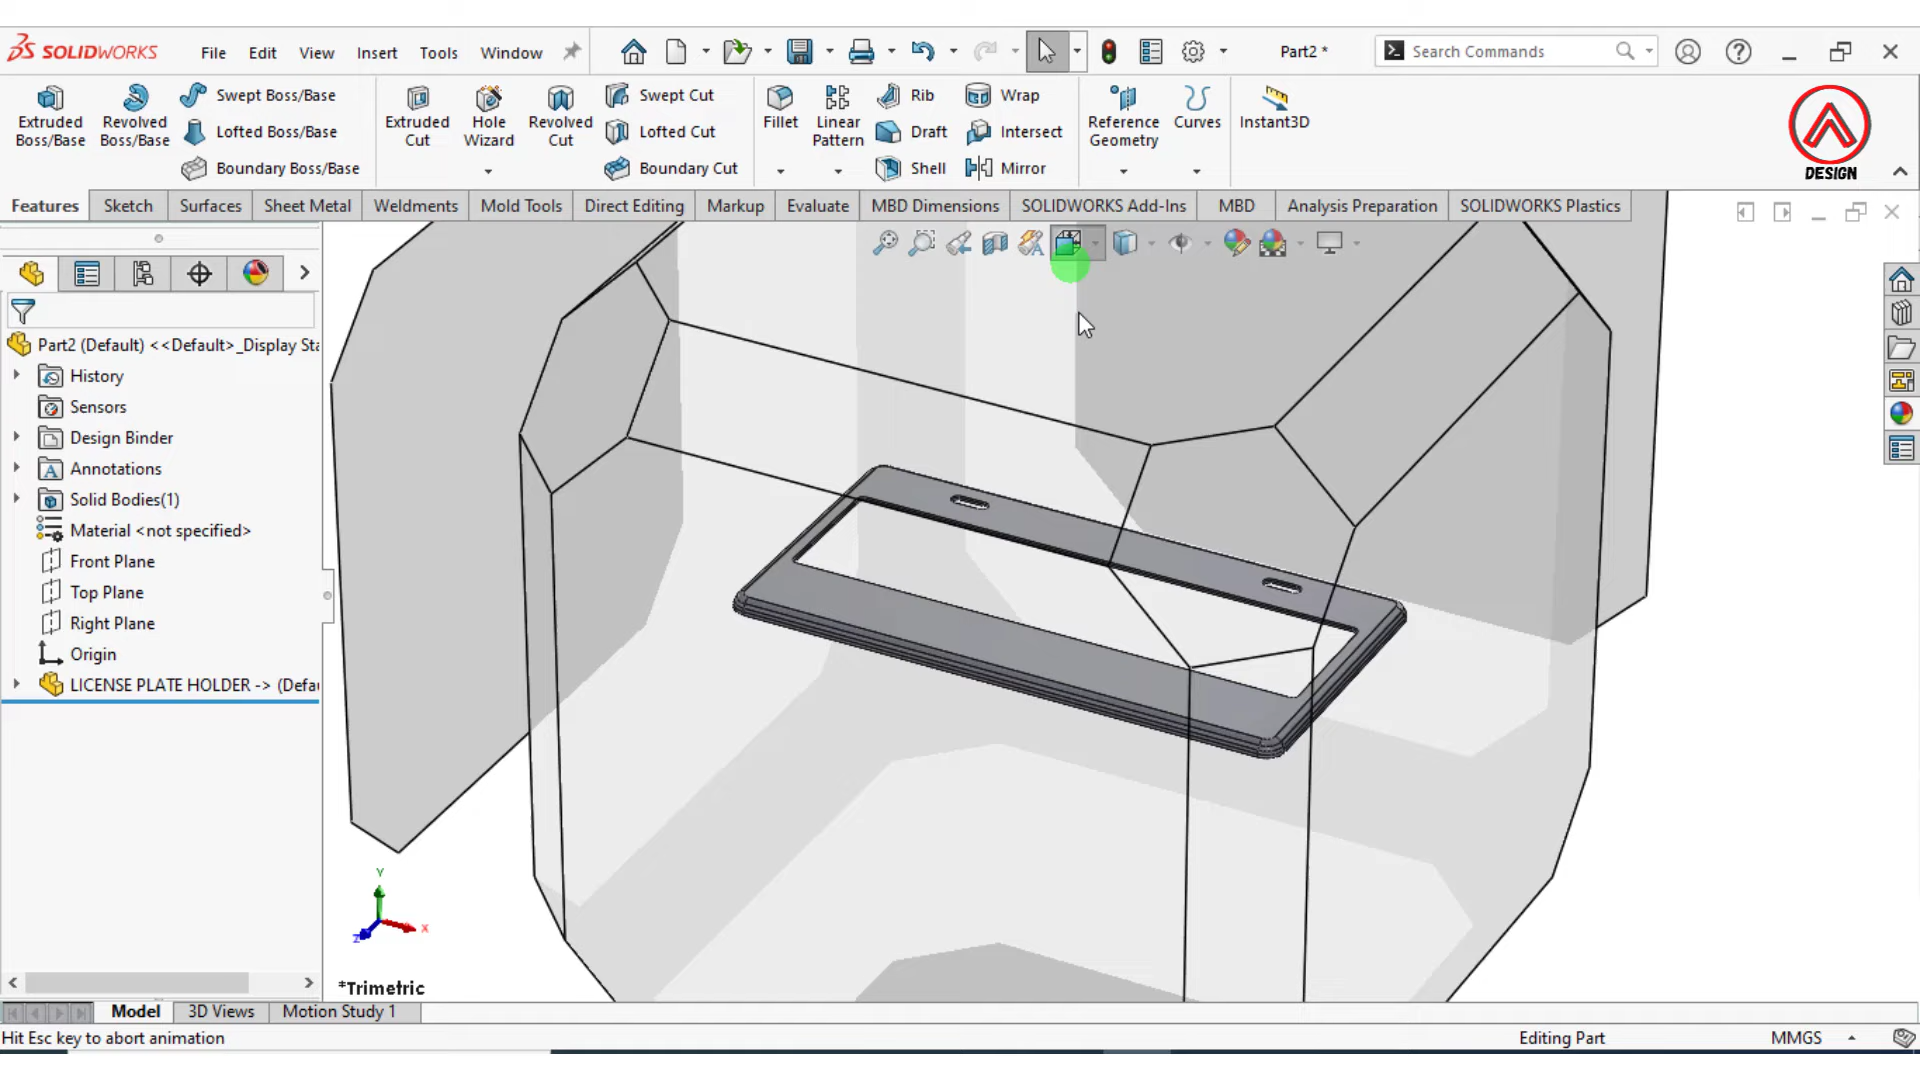 SOLIDWORKS File Edit View Insert Tools Window Part2 * Search Commands
Extruded Boss/Base
Revolved Boss/Base
Swept Boss/Base
Lofted Boss/Base
Boundary Boss/Base
Extruded Cut
Hole Wizard
Revolved Cut
Swept Cut
Lofted Cut
Boundary Cut
Fillet
Linear Pattern
Rib
Draft
Shell
Wrap
Intersect
Mirror
Reference Geometry
Curves
Instant3D
DESIGN
Features Sketch Surfaces Sheet Metal Weldments Mold Tools Direct Editing Markup Evaluate MBD Dimensions SOLIDWORKS Add-Ins MBD Analysis Preparation SOLIDWORKS Plastics
Part2 (Default) <<Default>_Display Sta
History
Sensors
Design Binder
Annotations
Solid Bodies(1)
Material <not specified>
Front Plane
Top Plane
Right Plane
Origin
LICENSE PLATE HOLDER -> (Defau
Y
X
Z
*Trimetric
Model 3D Views Motion Study 1
Hit Esc key to abort animation Editing Part MMGS